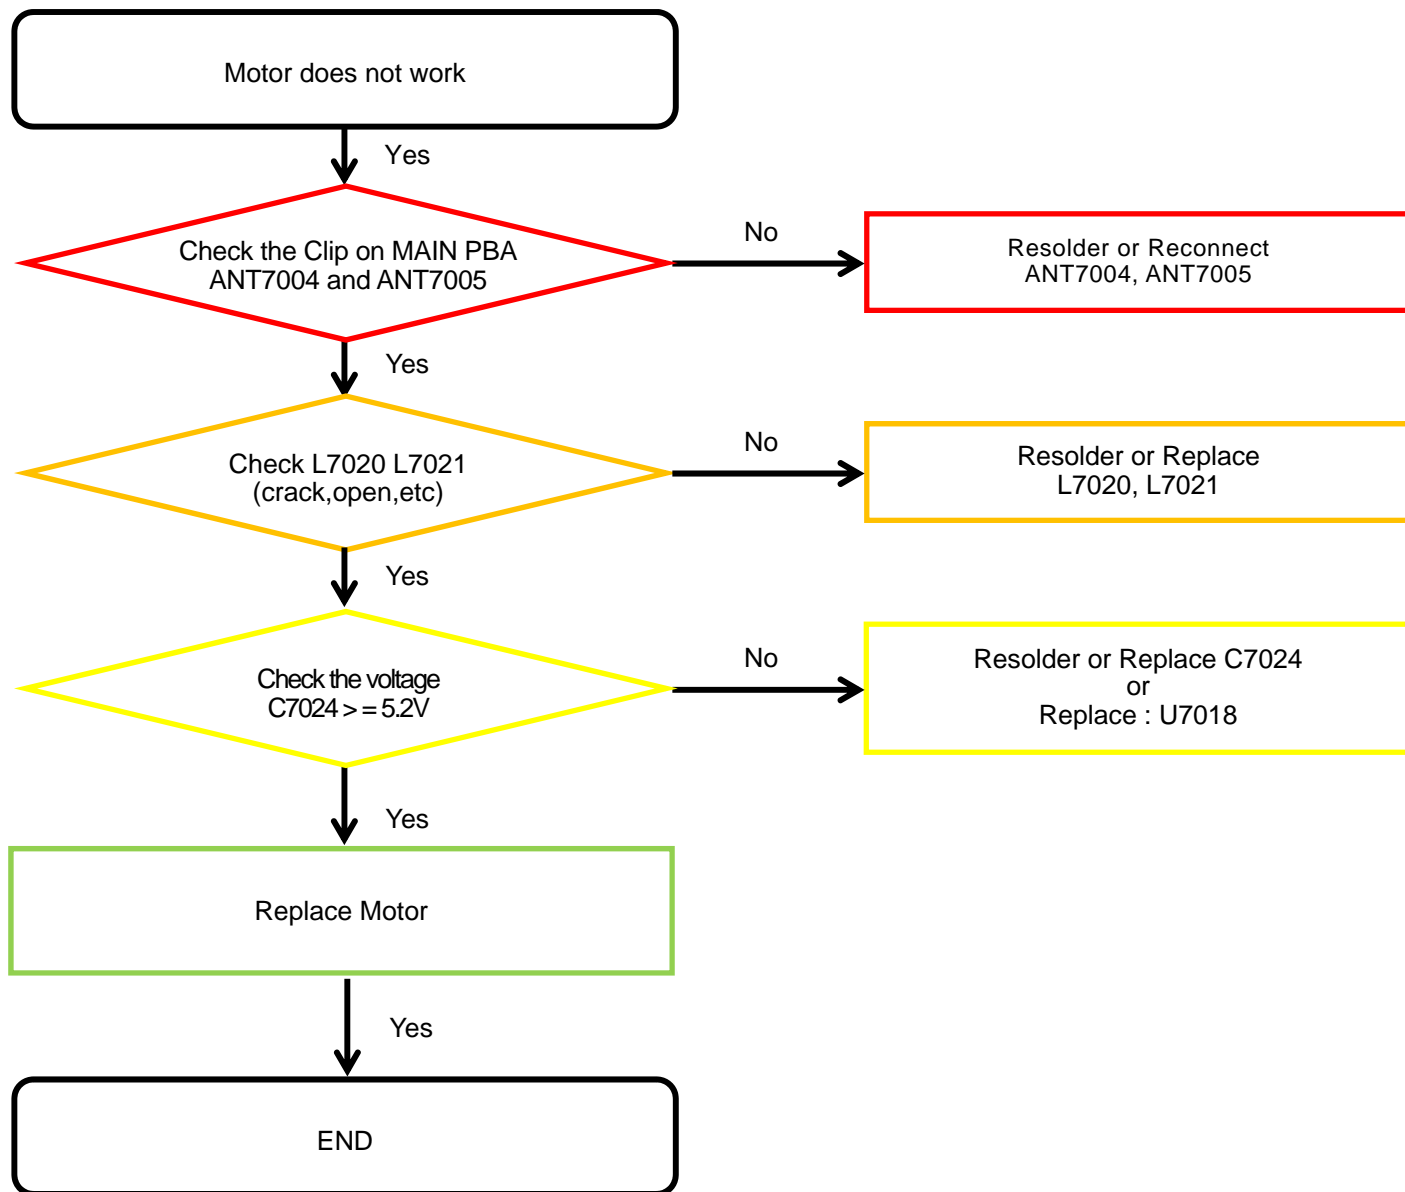 Motor does not work
Yes
Check the Clip on MAIN PBA
ANT7004 and ANT7005
No
Resolder or Reconnect
ANT7004, ANT7005
Yes
Check L7020 L7021
(crack,open,etc)
No
Resolder or Replace
L7020, L7021
Yes
Check the voltage
C7024 > = 5.2V
No
Resolder or Replace C7024
or
Replace : U7018
Yes
Replace Motor
Yes
END